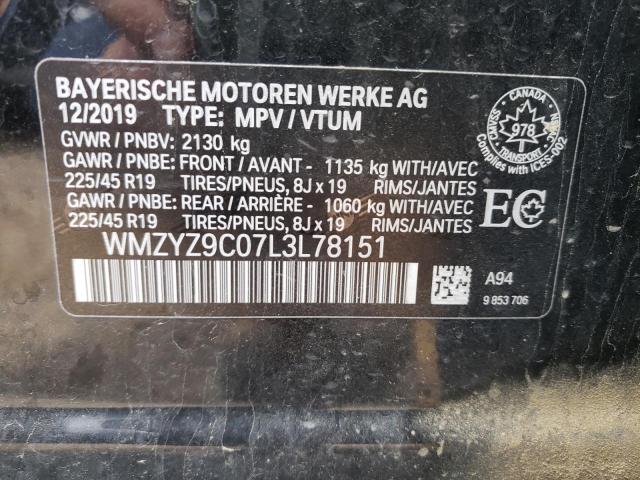 BAYERISCHE MOTOREN WERKE AG
12/2019 TYPE: MPV / VTUM
GVWR / PNBV: 2130 kg
GAWR / PNBE: FRONT / AVANT - 1135 kg WITH/AVEC
225/45 R19 TIRES/PNEUS, 8J x 19 RIMS/JANTES
GAWR / PNBE: REAR / ARRIÈRE - 1060 kg WITH/AVEC
225/45 R19 TIRES/PNEUS, 8J x 19 RIMS/JANTES
WMZYZ9C07L3L78151
CANADA
CMVSS
NSVAC
978
TRANSPORT
Complies with ICES-002
EC
A94
9 853 706